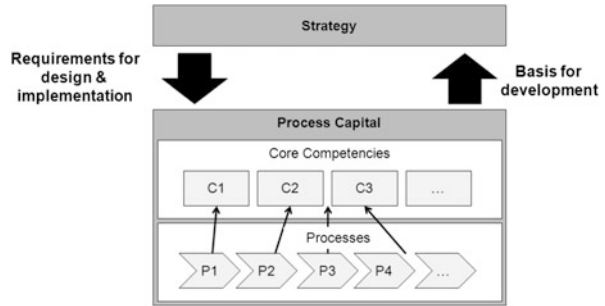 Strategy
Requirements for
design &
implementation
Basis for
development
Process Capital
Core Competencies
C1 C2 C3 ...
Processes
P1 P2 P3 P4 ...